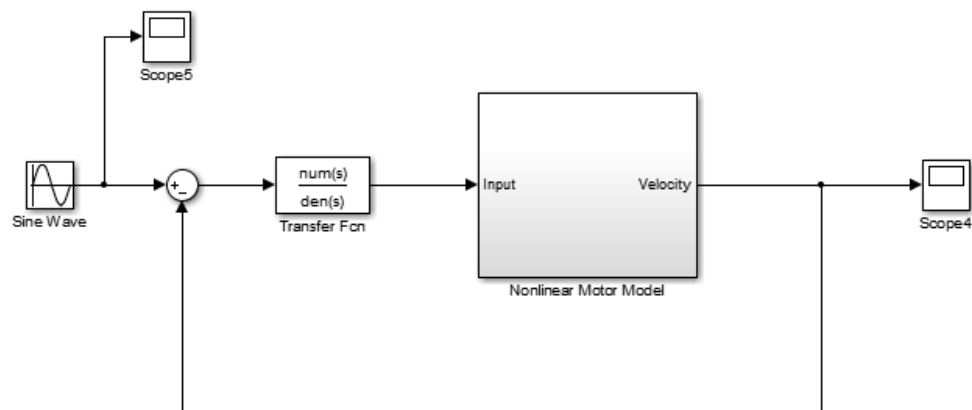 Scope5
Sine Wave
+
−
num(s)
den(s)
Transfer Fcn
Input
Velocity
Nonlinear Motor Model
Scope4